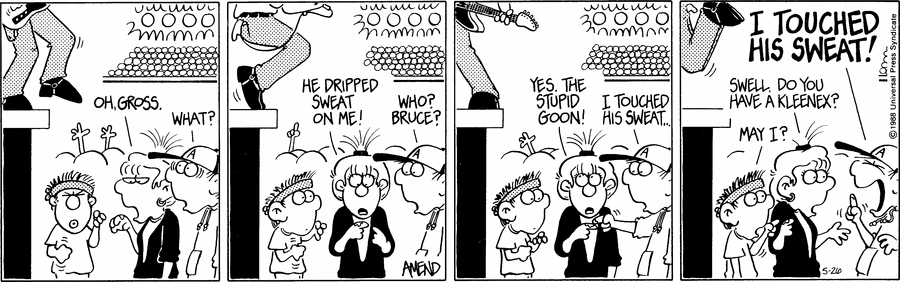 OH, GROSS.
WHAT?
HE DRIPPED
SWEAT
ON ME!
WHO?
BRUCE?
A
AMEND
YES. THE
STUPID
GOON!
I TOUCHED
HIS SWEAT...
A
I TOUCHED
HIS SWEAT!
SWELL. DO YOU
HAVE A KLEENEX?
MAY I?
A
5-26
© 1988 Universal Press Syndicate